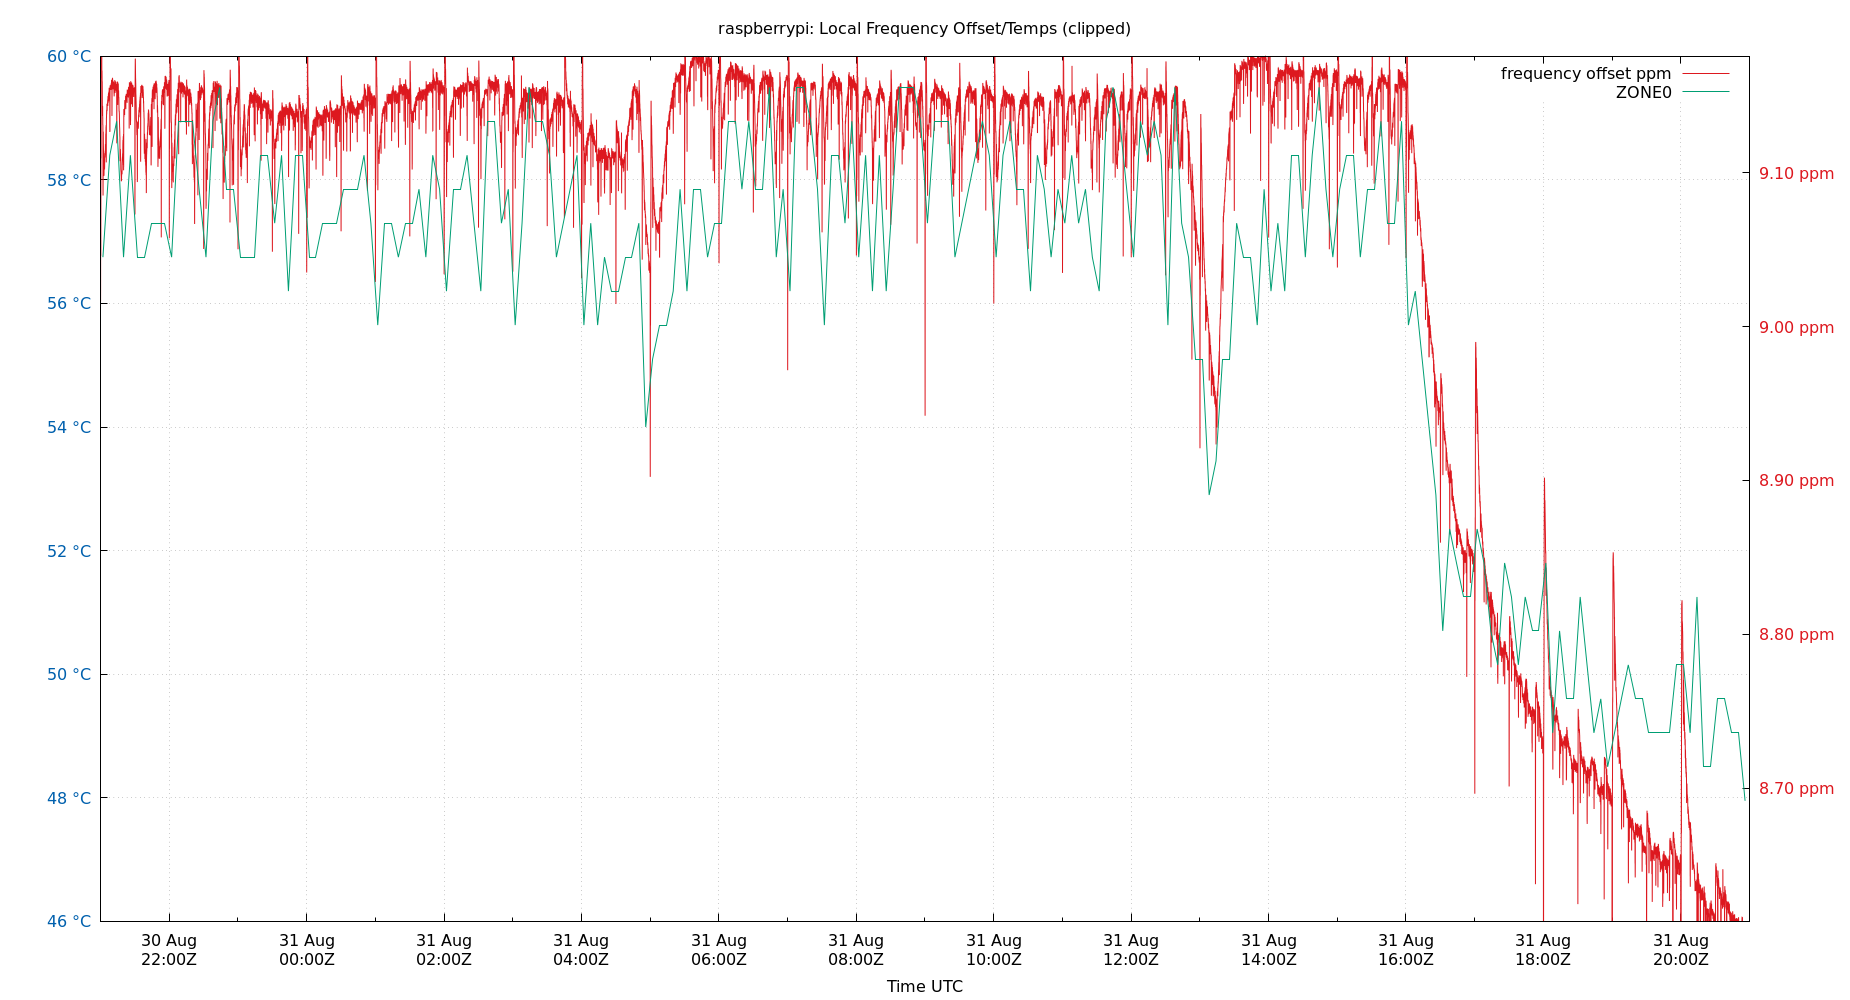 raspberrypi: Local Frequency Offset/Temps (clipped)
frequency offset ppm
ZONE0
60 °C
58 °C
56 °C
54 °C
52 °C
50 °C
48 °C
46 °C
9.10 ppm
9.00 ppm
8.90 ppm
8.80 ppm
8.70 ppm
30 Aug 31 Aug 31 Aug 31 Aug 31 Aug 31 Aug 31 Aug 31 Aug 31 Aug 31 Aug 31 Aug 31 Aug
22:00Z 00:00Z 02:00Z 04:00Z 06:00Z 08:00Z 10:00Z 12:00Z 14:00Z 16:00Z 18:00Z 20:00Z
Time UTC